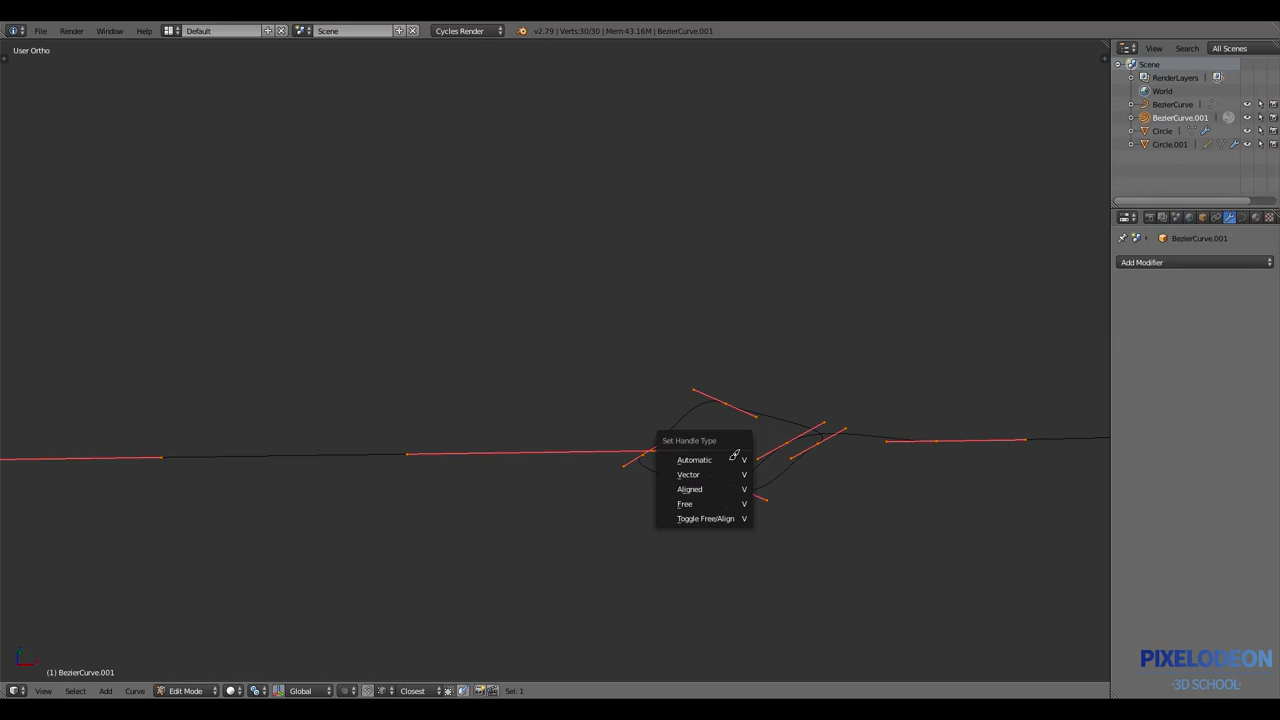 File Render Window Help Default Scene Cycles Render v2.79 | Verts:30/30 | Mem:43.16M | BezierCurve.001
User Ortho
View Search All Scenes
Scene
RenderLayers
World
BezierCurve
BezierCurve.001
Circle
Circle.001
BezierCurve.001
Add Modifier
Set Handle Type
Automatic V
Vector V
Aligned V
Free V
Toggle Free/Align V
(1) BezierCurve.001
View Select Add Curve Edit Mode Global Closest Sel: 1
PIXELODEON
·3D SCHOOL·